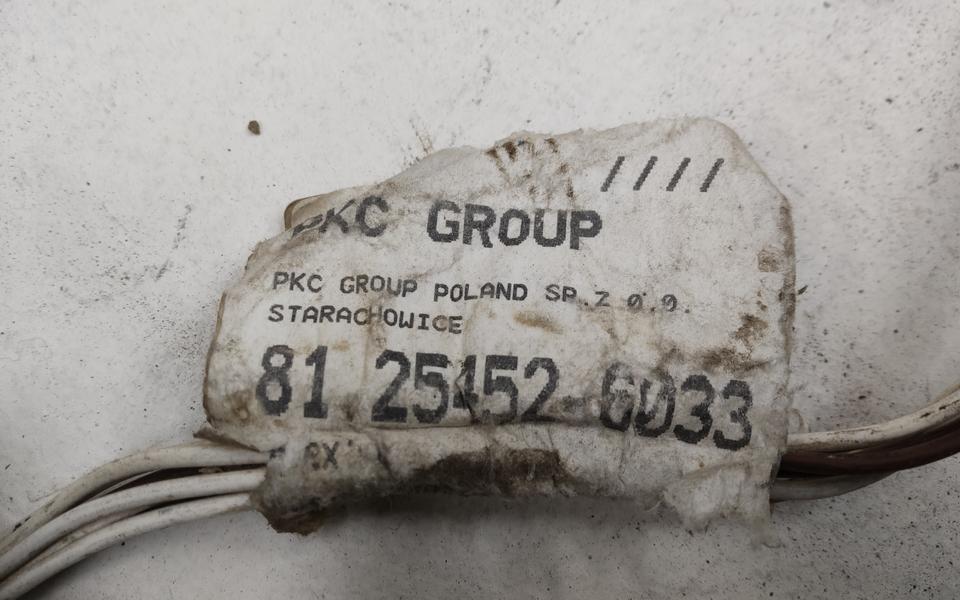 ////
PKC GROUP
PKC GROUP POLAND SP.Z O.O.
STARACHOWICE
81 25452-6033